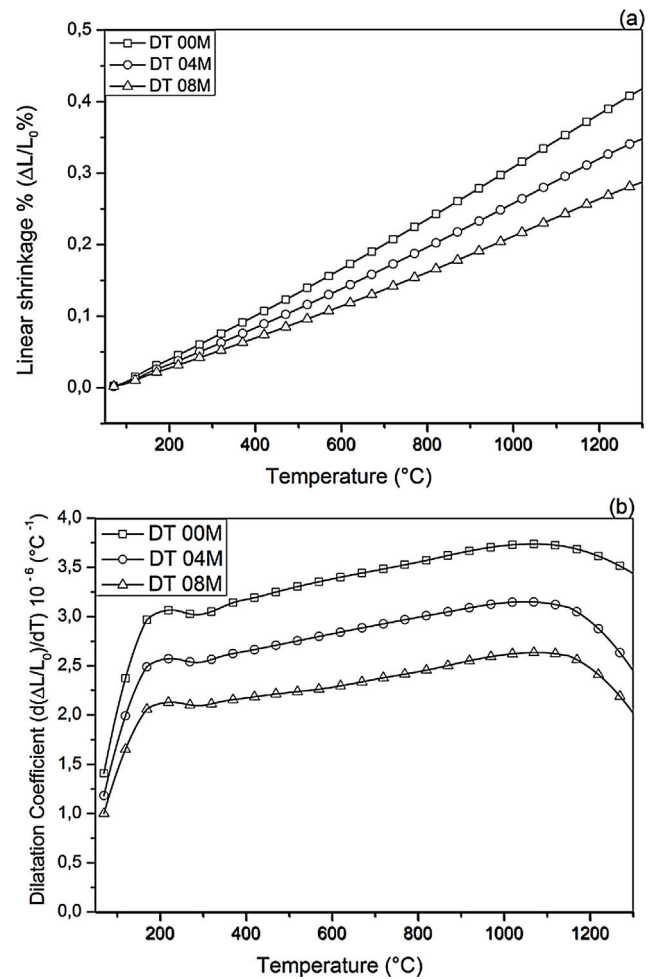 (a)
DT 00M
DT 04M
DT 08M
Linear shrinkage % (ΔL/L₀%)
0,5
0,4
0,3
0,2
0,1
0,0
200 400 600 800 1000 1200
Temperature (°C)
(b)
DT 00M
DT 04M
DT 08M
Dilatation Coefficient (d(ΔL/L₀)/dT) 10⁻⁶ (°C⁻¹)
4,0
3,5
3,0
2,5
2,0
1,5
1,0
0,5
0,0
200 400 600 800 1000 1200
Temperature (°C)